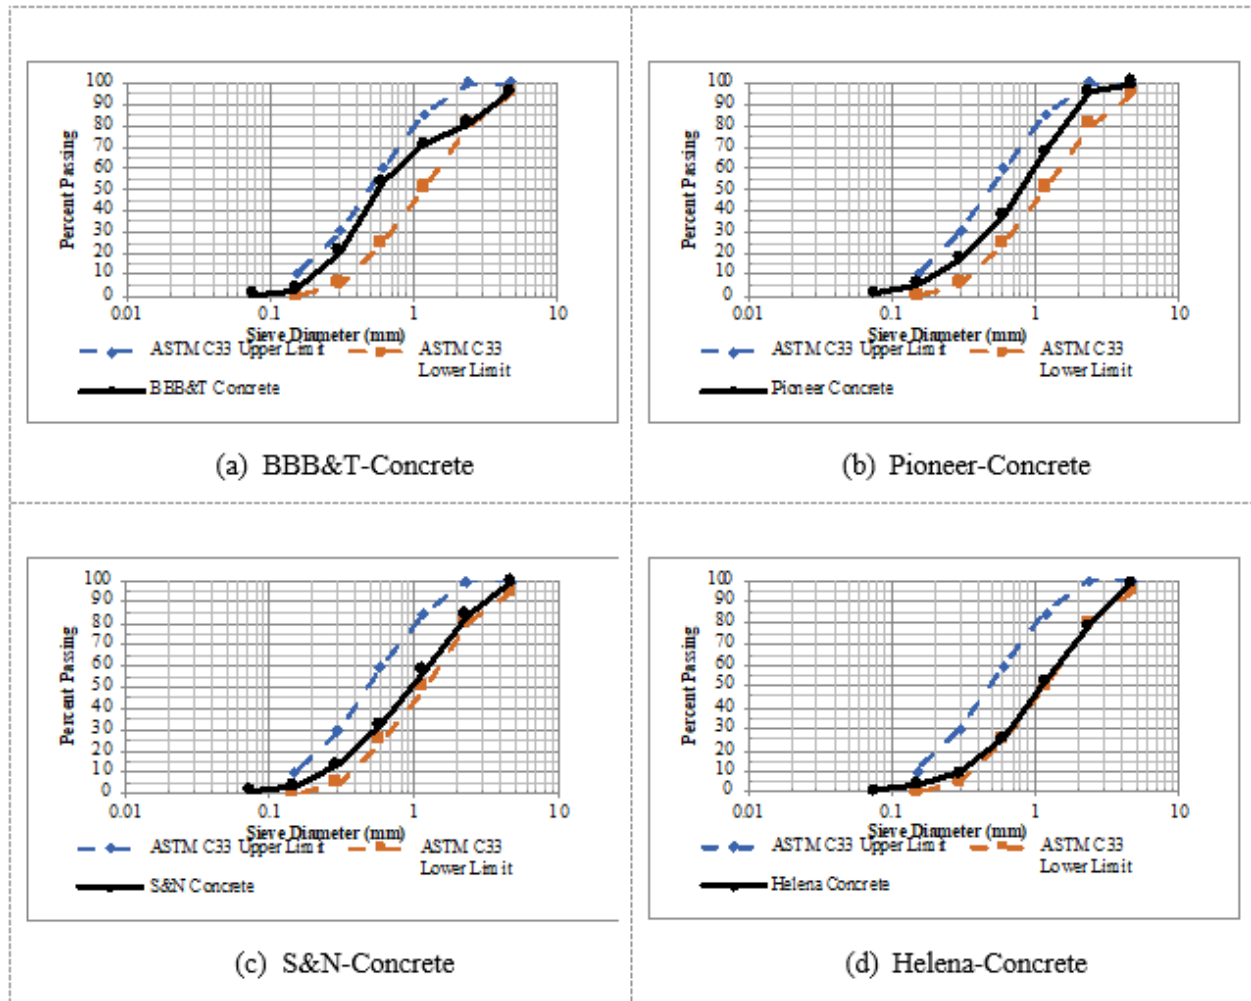 Percent Passing
100
90
80
70
60
50
40
30
20
10
0
0.01 0.1 1 10
Sieve Diameter (mm)
ASTM C33 Upper Limit ASTM C33
Lower Limit
BBB&T Concrete
(a) BBB&T-Concrete
Percent Passing
100
90
80
70
60
50
40
30
20
10
0
0.01 0.1 1 10
Sieve Diameter (mm)
ASTM C33 Upper Limit ASTM C33
Lower Limit
Pioneer Concrete
(b) Pioneer-Concrete
Percent Passing
100
90
80
70
60
50
40
30
20
10
0
0.01 0.1 1 10
Sieve Diameter (mm)
ASTM C33 Upper Limit ASTM C33
Lower Limit
S&N Concrete
(c) S&N-Concrete
Percent Passing
100
90
80
70
60
50
40
30
20
10
0
0.01 0.1 1 10
Sieve Diameter (mm)
ASTM C33 Upper Limit ASTM C33
Lower Limit
Helena Concrete
(d) Helena-Concrete